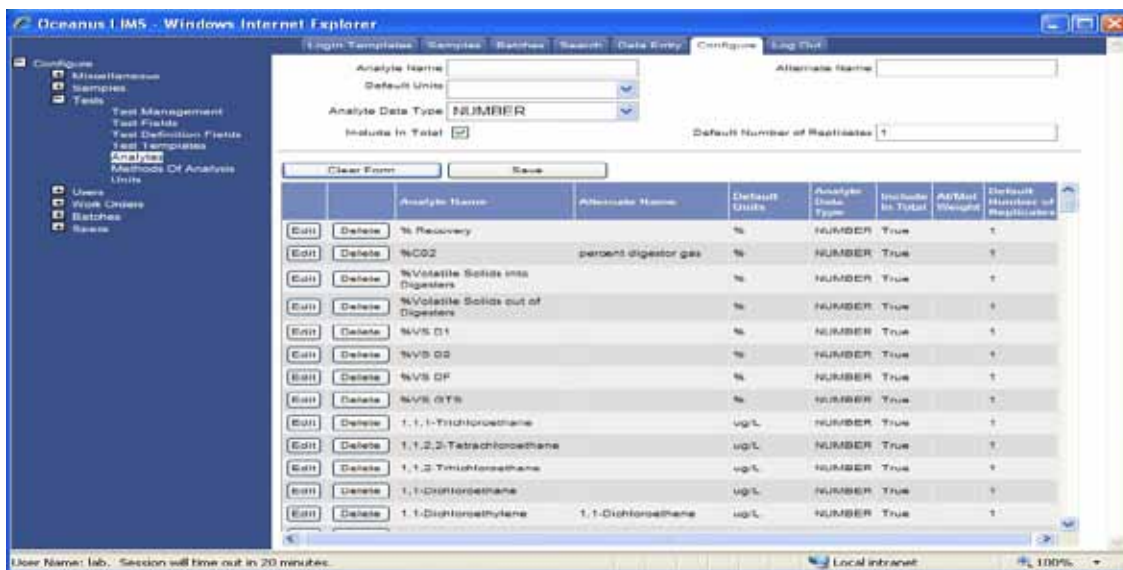 Oceanus LIMS - Windows Internet Explorer
Login Templates Samples Batches Search Data Entry Configure Log Out
Configure
Miscellaneous
Samples
Tests
Test Management
Test Fields
Test Definition Fields
Test Templates
Analytes
Methods Of Analysis
Units
Users
Work Orders
Batches
Analyte Name
Alternate Name
Default Units
Analyte Data Type NUMBER
Include In Total
Default Number of Replicates 1
Clear Form Save
Analyte Name Alternate Name Default Units Analyte Data Type Include In Total At/Mol Weight Default Number of Replicates
Edit Delete % Recovery % NUMBER True 1
Edit Delete %CO2 percent digestor gas % NUMBER True 1
Edit Delete %Volatile Solids into Digesters % NUMBER True 1
Edit Delete %Volatile Solids out of Digesters % NUMBER True 1
Edit Delete %VS D1 % NUMBER True 1
Edit Delete %VS D2 % NUMBER True 1
Edit Delete %VS DF % NUMBER True 1
Edit Delete %VS GTS % NUMBER True 1
Edit Delete 1,1,1-Trichloroethane ug/L NUMBER True 1
Edit Delete 1,1,2,2-Tetrachloroethane ug/L NUMBER True 1
Edit Delete 1,1,2-Trichloroethane ug/L NUMBER True 1
Edit Delete 1,1-Dichloroethane ug/L NUMBER True 1
Edit Delete 1,1-Dichloroethylene 1,1-Dichloroethene ug/L NUMBER True 1
User Name: lab. Session will time out in 20 minutes.
Local intranet
100%